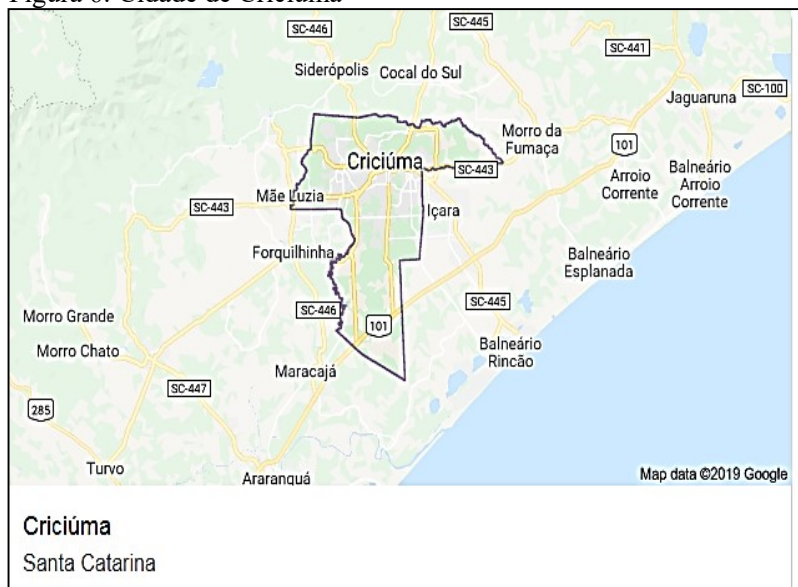 Figura 6: Cidade de Criciúma
SC-446
SC-445
SC-441
Siderópolis
Cocal do Sul
SC-100
Jaguaruna
Morro da
Fumaça
101
Criciúma
SC-443
Arroio
Corrente
Balneário
Arroio
Corrente
Mãe Luzia
SC-443
Içara
Forquilhinha
Balneário
Esplanada
SC-446
SC-445
Morro Grande
101
Morro Chato
Balneário
Rincão
Maracajá
SC-447
285
Turvo
Araranguá
Map data ©2019 Google
Criciúma
Santa Catarina